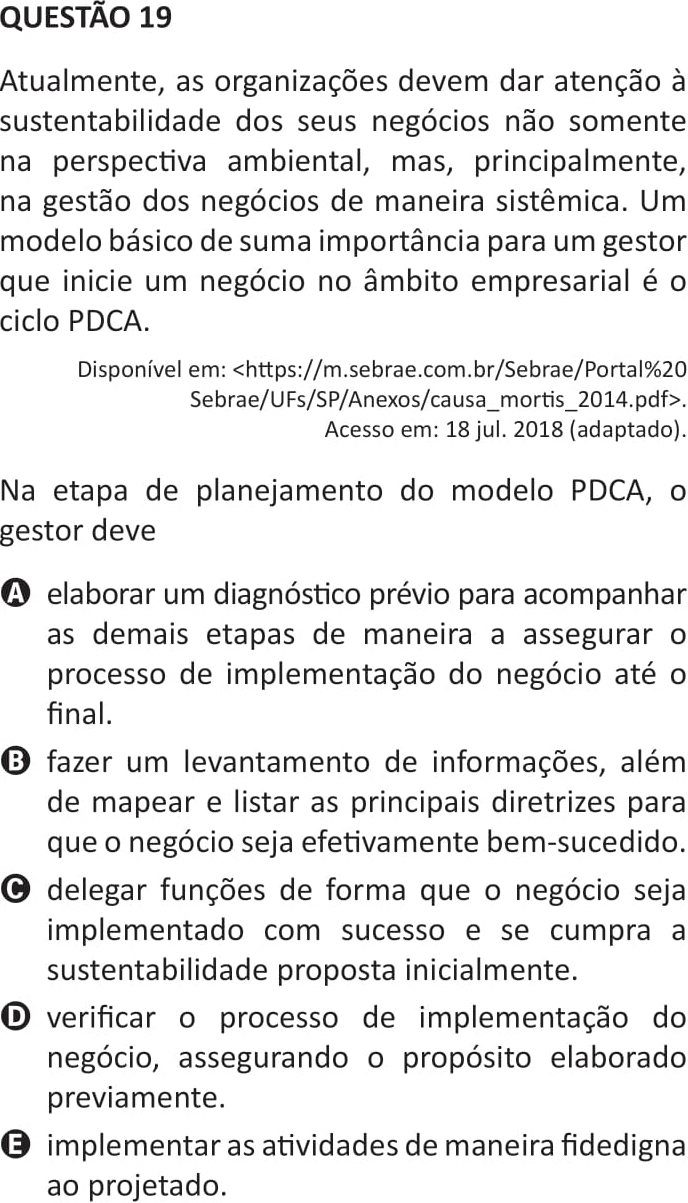 QUESTÃO 19
Atualmente, as organizações devem dar atenção à
sustentabilidade dos seus negócios não somente
na perspectiva ambiental, mas, principalmente,
na gestão dos negócios de maneira sistêmica. Um
modelo básico de suma importância para um gestor
que inicie um negócio no âmbito empresarial é o
ciclo PDCA.
Disponível em: <https://m.sebrae.com.br/Sebrae/Portal%20
Sebrae/UFs/SP/Anexos/causa_mortis_2014.pdf>.
Acesso em: 18 jul. 2018 (adaptado).
Na etapa de planejamento do modelo PDCA, o
gestor deve
A elaborar um diagnóstico prévio para acompanhar
as demais etapas de maneira a assegurar o
processo de implementação do negócio até o
final.
B fazer um levantamento de informações, além
de mapear e listar as principais diretrizes para
que o negócio seja efetivamente bem-sucedido.
C delegar funções de forma que o negócio seja
implementado com sucesso e se cumpra a
sustentabilidade proposta inicialmente.
D verificar o processo de implementação do
negócio, assegurando o propósito elaborado
previamente.
E implementar as atividades de maneira fidedigna
ao projetado.